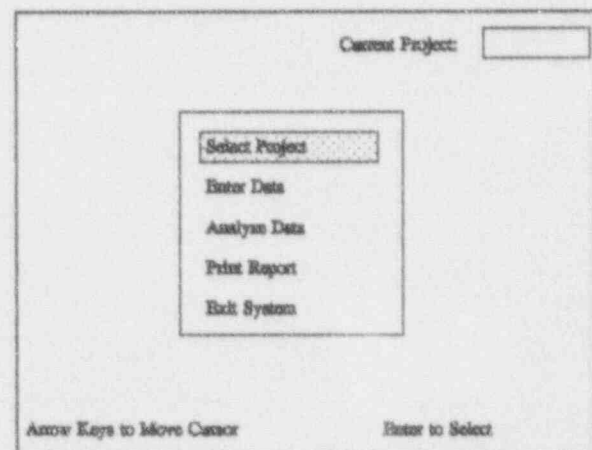 Current Project:
Select Project
Enter Data
Analyze Data
Print Report
Exit System
Arrow Keys to Move Cursor
Enter to Select